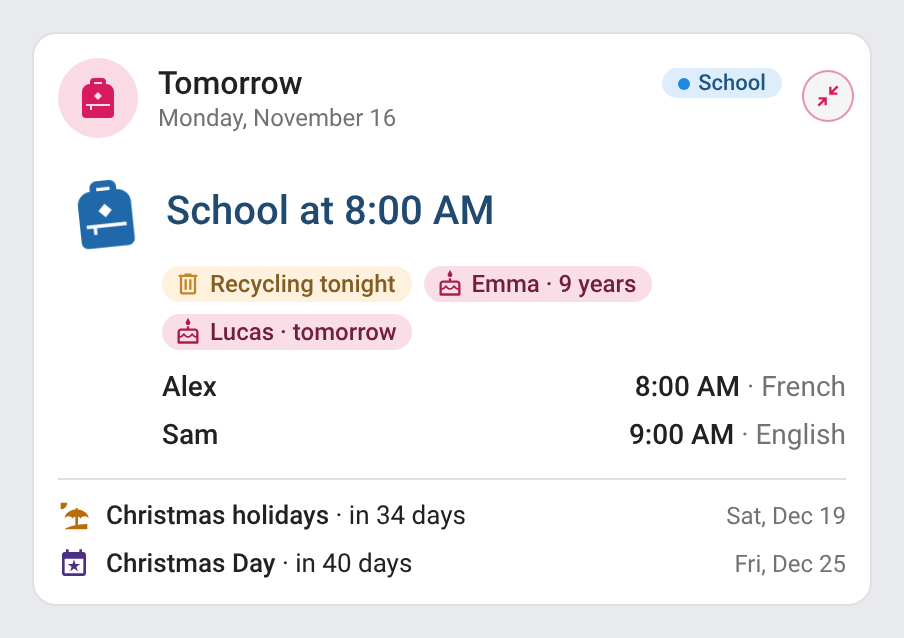 Tomorrow
School
Monday, November 16
School at 8:00 AM
Recycling tonight
Emma · 9 years
Lucas · tomorrow
Alex 8:00 AM · French
Sam 9:00 AM · English
Christmas holidays · in 34 days Sat, Dec 19
Christmas Day · in 40 days Fri, Dec 25